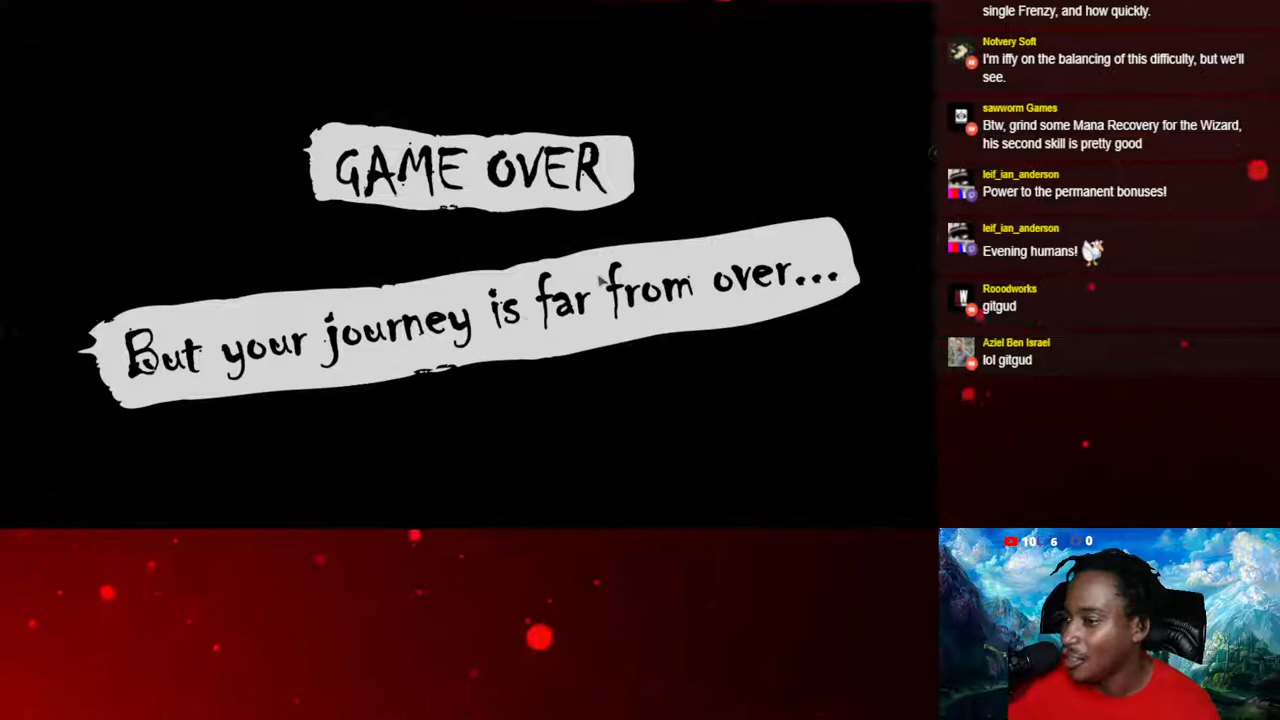 GAME OVER
But your journey is far from over...
single Frenzy, and how quickly.
Notvery Soft
I'm iffy on the balancing of this difficulty, but we'll
see.
sawworm Games
Btw, grind some Mana Recovery for the Wizard,
his second skill is pretty good
leif_ian_anderson
Power to the permanent bonuses!
leif_ian_anderson
Evening humans!
Rooodworks
gitgud
Aziel Ben Israel
lol gitgud
10 6 0